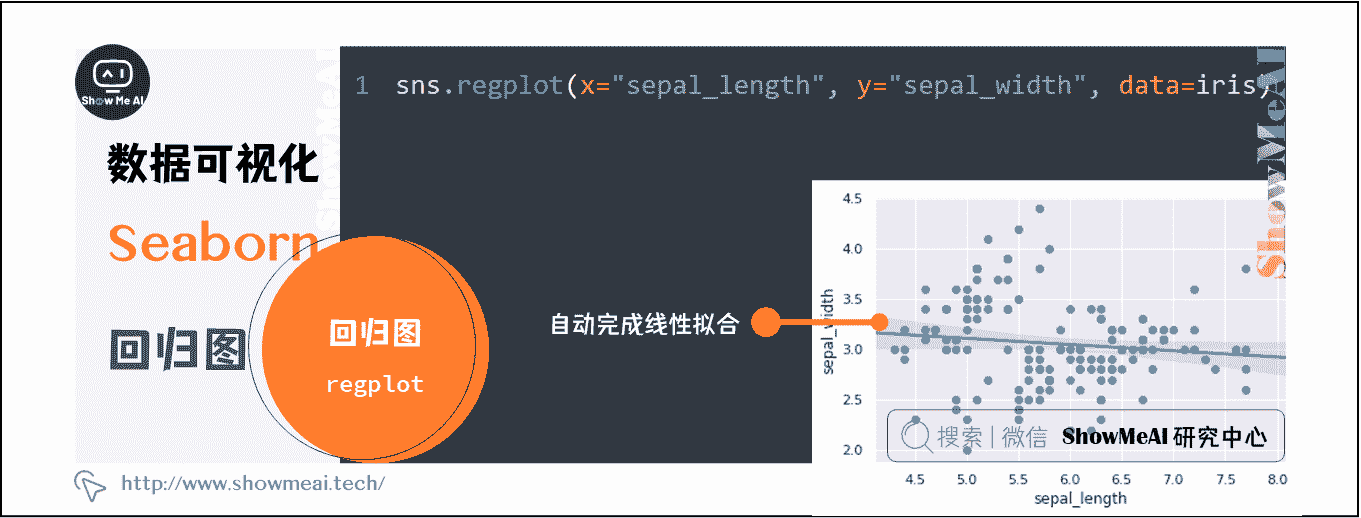 ShowMeAI
数据可视化
Seaborn
回归图
回归图
regplot
http://www.showmeai.tech/
1 sns.regplot(x="sepal_length", y="sepal_width", data=iris)
自动完成线性拟合
ShowMeAI
ShowMeAI
sepal_width
4.5
4.0
3.5
3.0
2.5
2.0
4.5 5.0 5.5 6.0 6.5 7.0 7.5 8.0
sepal_length
搜索 | 微信 ShowMeAI 研究中心